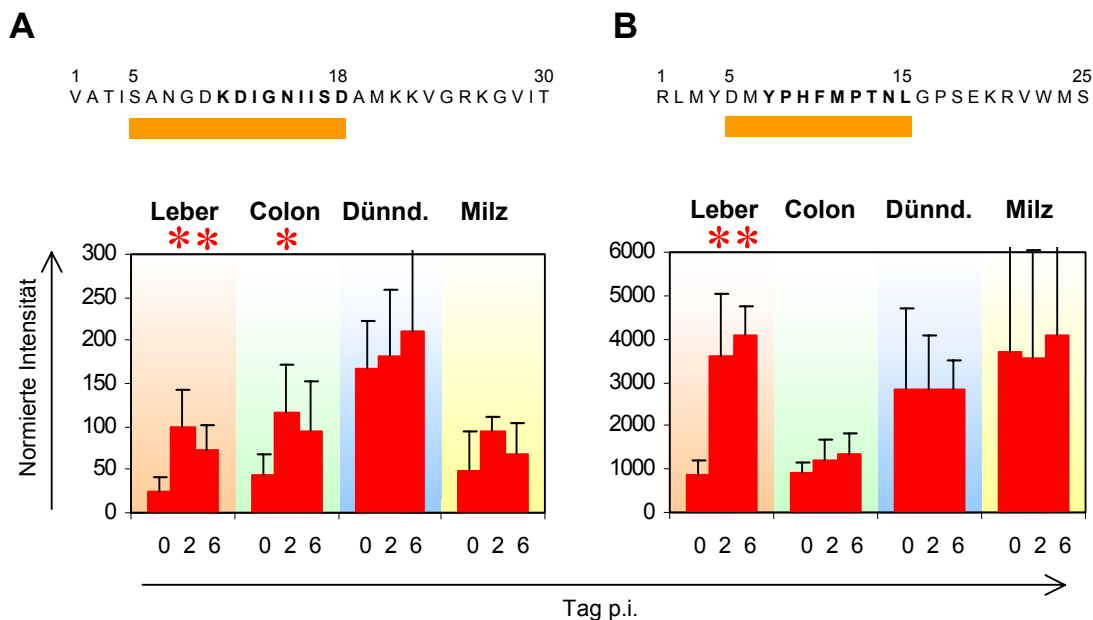 A
1 5 18 30
VATISANGDKDIGNIISDAMKKVGRKGVIT
Leber Colon Dünnd. Milz
* * *
300
250
200
150
100
50
0
Normierte Intensität
0 2 6 0 2 6 0 2 6 0 2 6
B
1 5 15 25
RLMYDMYPHFMPTNLGPSEKRVWMS
Leber Colon Dünnd. Milz
* *
6000
5000
4000
3000
2000
1000
0
0 2 6 0 2 6 0 2 6 0 2 6
Tag p.i.